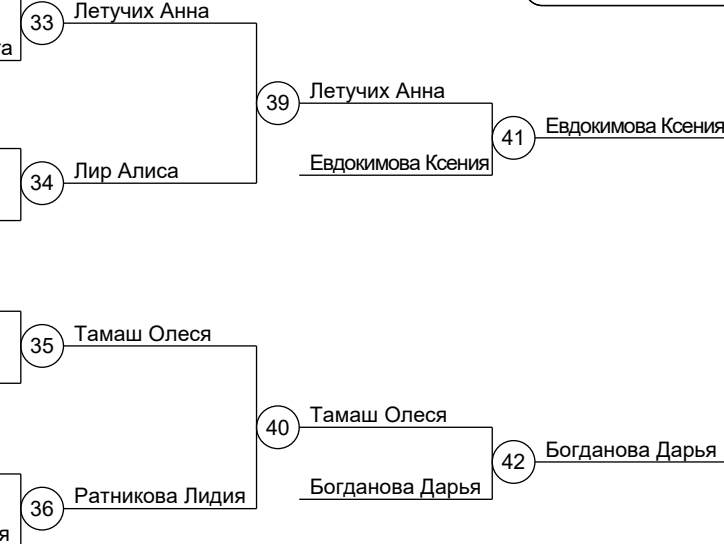 Летучих Анна
33
та
Летучих Анна
39
Евдокимова Ксения
41
Евдокимова Ксения
Лир Алиса
34
Тамаш Олеся
35
Тамаш Олеся
40
Богданова Дарья
42
Богданова Дарья
Ратникова Лидия
36
я